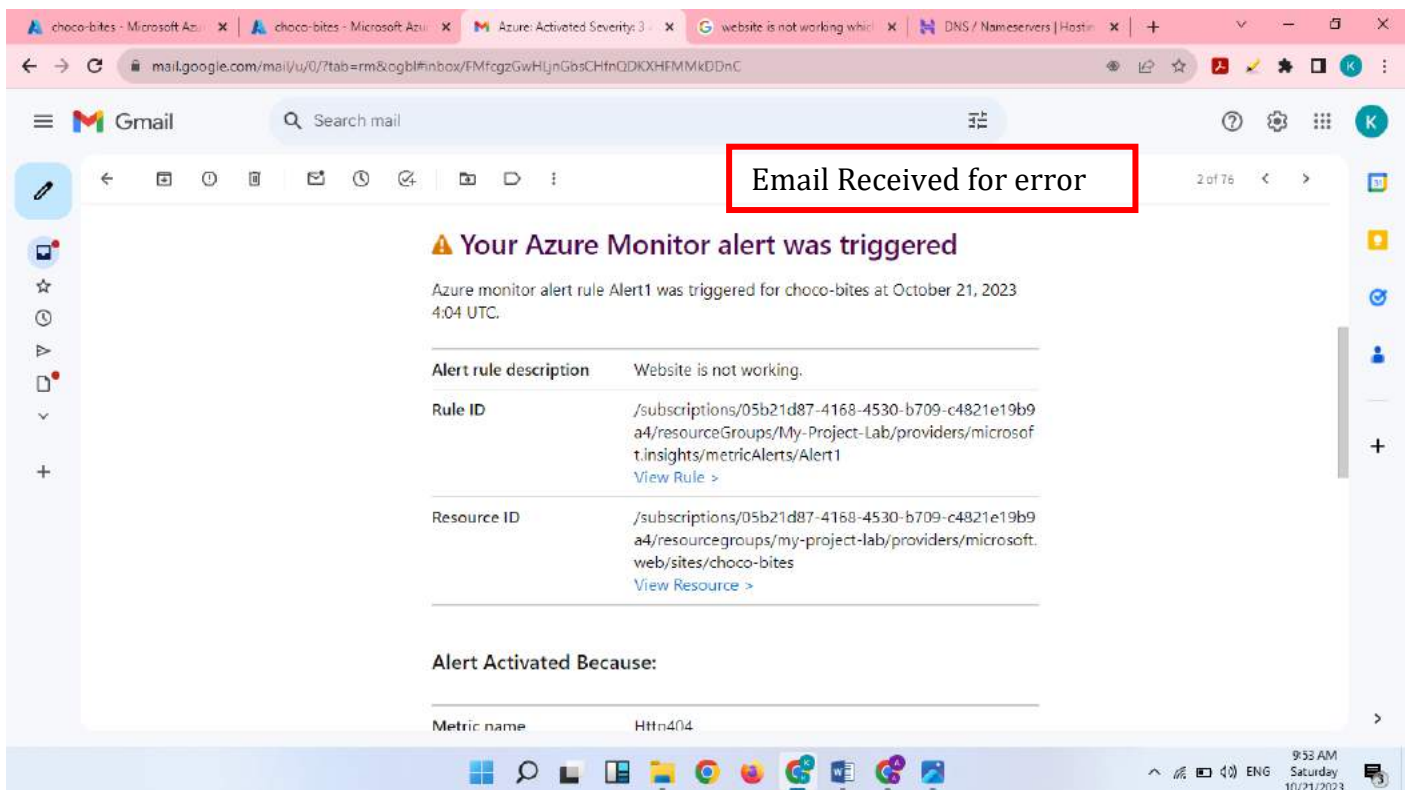 choco-bites - Microsoft Azu
choco-bites - Microsoft Azu
Azure: Activated Severity: 3 -
website is not working whic
DNS / Nameservers | Hostin
mail.google.com/mail/u/0/?tab=rm&ogbl#inbox/FMfcgzGwHLjnGbsCHfnQDKXHFMMkDDnC
K
Gmail
Search mail
K
Email Received for error
2 of 76
31
Your Azure Monitor alert was triggered
Azure monitor alert rule Alert1 was triggered for choco-bites at October 21, 2023
4:04 UTC.
Alert rule description Website is not working.
Rule ID /subscriptions/05b21d87-4168-4530-b709-c4821e19b9
a4/resourceGroups/My-Project-Lab/providers/microsof
t.insights/metricAlerts/Alert1
View Rule >
Resource ID /subscriptions/05b21d87-4168-4530-b709-c4821e19b9
a4/resourcegroups/my-project-lab/providers/microsoft.
web/sites/choco-bites
View Resource >
Alert Activated Because:
Metric name Http404
ENG
9:53 AM
Saturday
10/21/2023
3